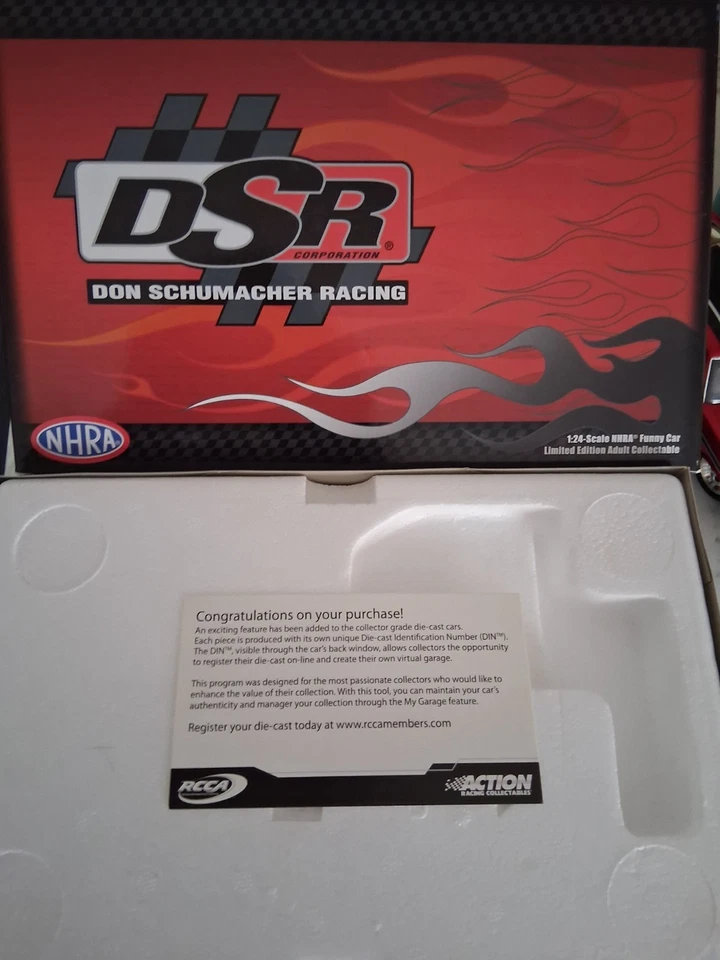 DSR
CORPORATION ®
DON SCHUMACHER RACING
NHRA
1:24-Scale NHRA® Funny Car
Limited Edition Adult Collectable
Congratulations on your purchase!
An exciting feature has been added to the collector grade die-cast cars.
Each piece is produced with its own unique Die-cast Identification Number (DIN™).
The DIN™, visible through the car's back window, allows collectors the opportunity
to register their die-cast on-line and create their own virtual garage.
This program was designed for the most passionate collectors who would like to
enhance the value of their collection. With this tool, you can maintain your car's
authenticity and manager your collection through the My Garage feature.
Register your die-cast today at www.rccamembers.com
RCCA
ACTION
RACING COLLECTABLES